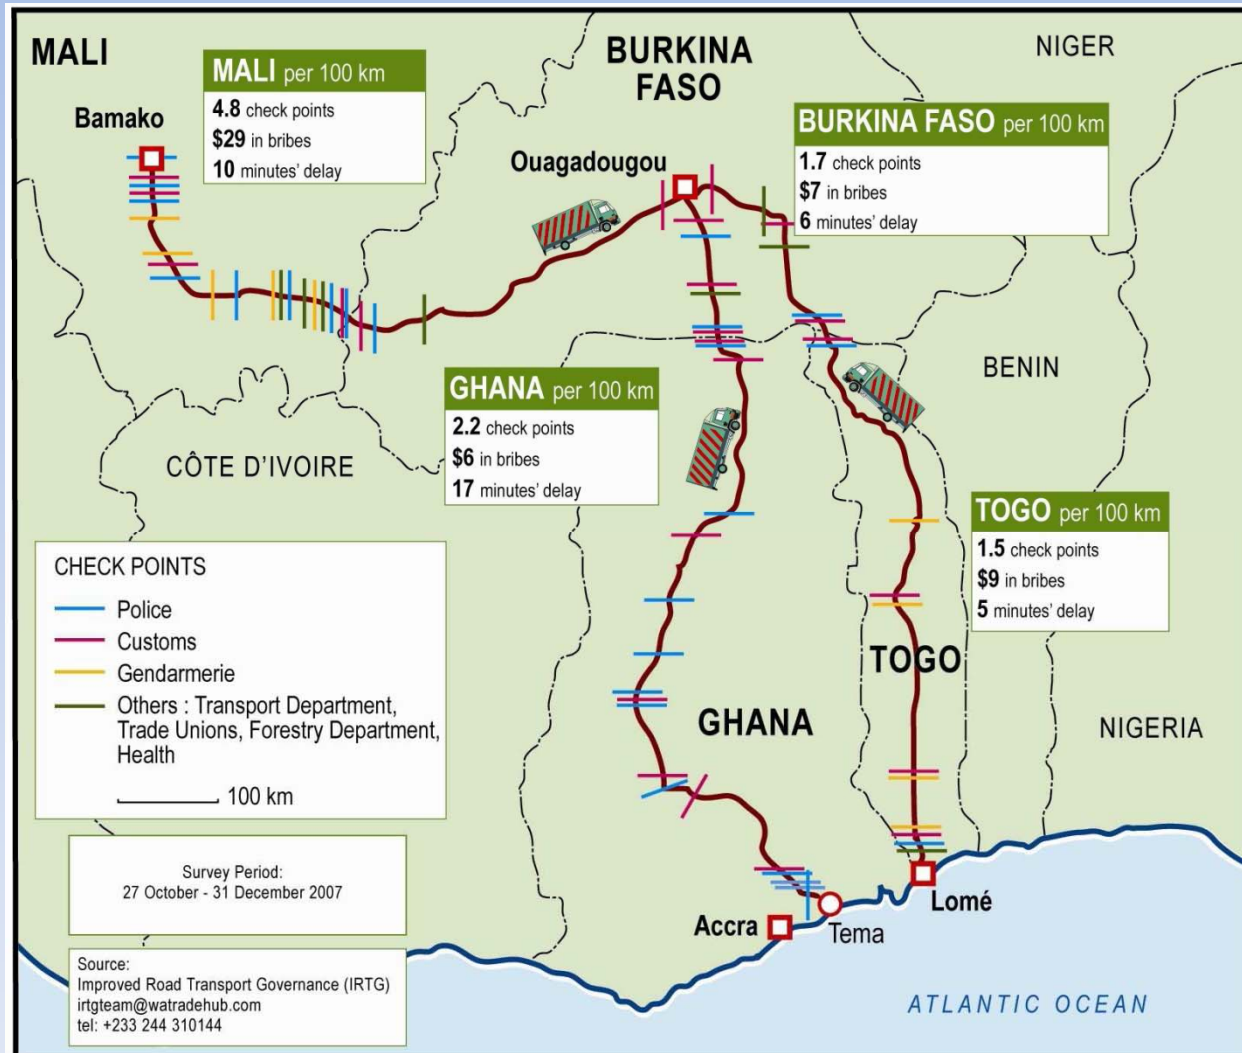 MALI
BURKINA
FASO
NIGER
MALI per 100 km
4.8 check points
$29 in bribes
10 minutes' delay
Bamako
BURKINA FASO per 100 km
1.7 check points
$7 in bribes
6 minutes' delay
Ouagadougou
BENIN
GHANA per 100 km
2.2 check points
$6 in bribes
17 minutes' delay
CÔTE D'IVOIRE
TOGO per 100 km
1.5 check points
$9 in bribes
5 minutes' delay
CHECK POINTS
Police
Customs
Gendarmerie
Others : Transport Department,
Trade Unions, Forestry Department,
Health
100 km
TOGO
GHANA
NIGERIA
Survey Period:
27 October - 31 December 2007
Lomé
Accra
Tema
Source:
Improved Road Transport Governance (IRTG)
irtgteam@watradehub.com
tel: +233 244 310144
ATLANTIC OCEAN